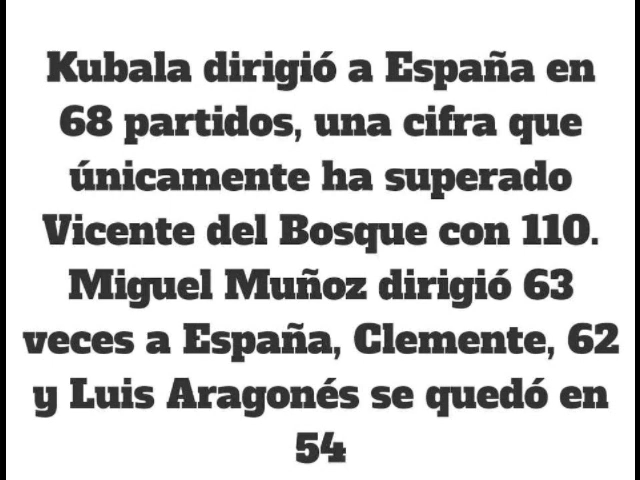 Kubala dirigió a España en
68 partidos, una cifra que
únicamente ha superado
Vicente del Bosque con 110.
Miguel Muñoz dirigió 63
veces a España, Clemente, 62
y Luis Aragonés se quedó en
54